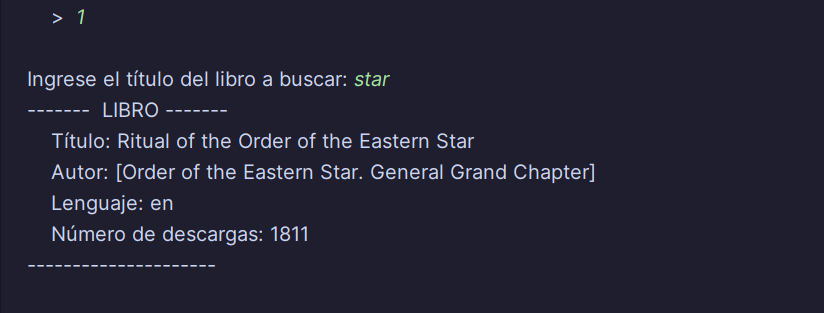 > 1
Ingrese el título del libro a buscar: star
------- LIBRO -------
Título: Ritual of the Order of the Eastern Star
Autor: [Order of the Eastern Star. General Grand Chapter]
Lenguaje: en
Número de descargas: 1811
---------------------